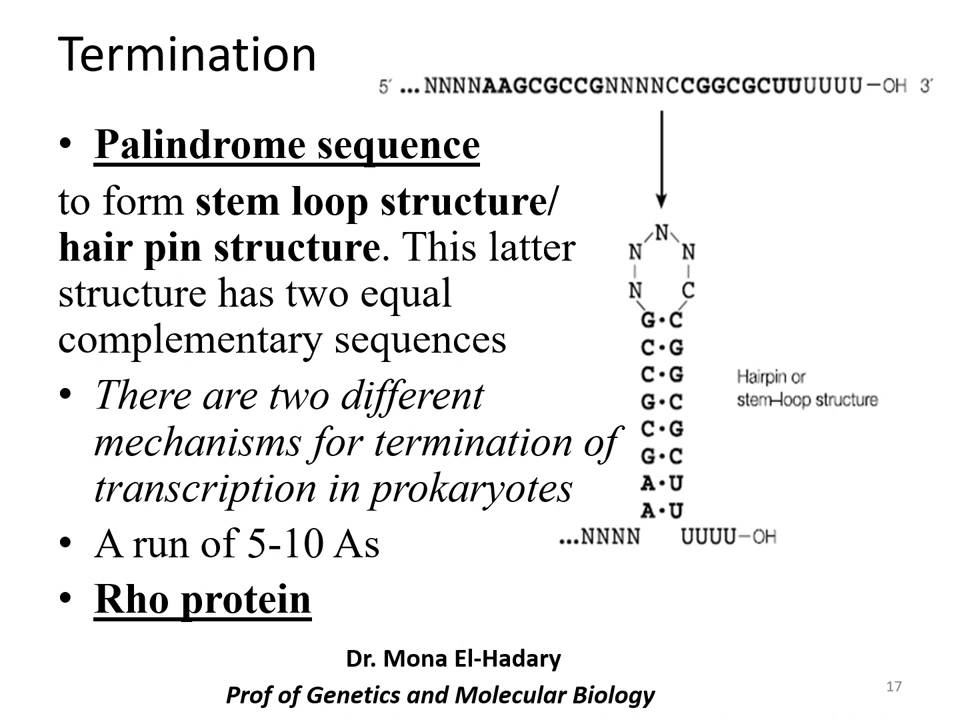 Termination
5′ ...NNNNAAGCGCCGNNNNCCGGCGCUUUUUU—OH 3′
• Palindrome sequence
to form stem loop structure/
hair pin structure. This latter
structure has two equal
complementary sequences
• There are two different
mechanisms for termination of
transcription in prokaryotes
• A run of 5-10 As
• Rho protein
N
N N
N C
G·C
C·G
C·G
G·C
C·G
G·C
A·U
A·U
...NNNN UUUU—OH
Hairpin or
stem–loop structure
Dr. Mona El-Hadary
Prof of Genetics and Molecular Biology
17